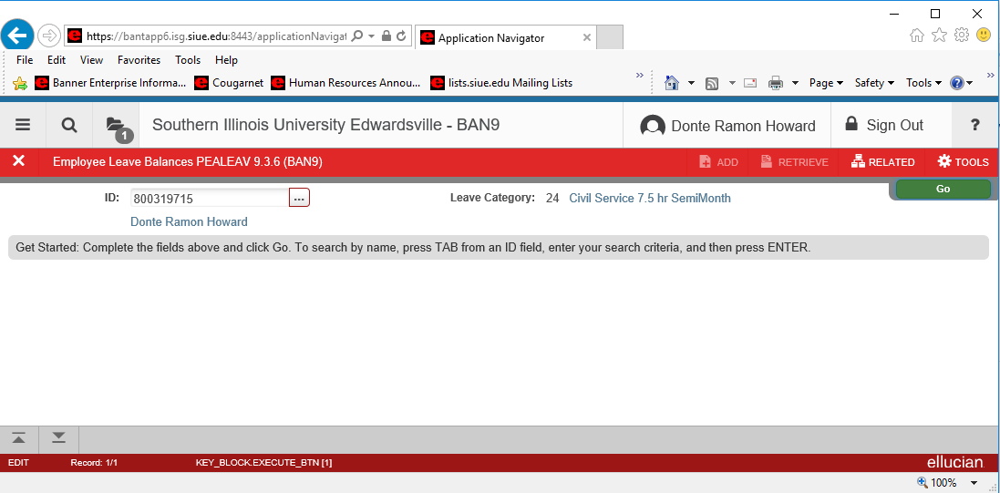 https://bantapp6.isg.siue.edu:8443/applicationNavigat
Application Navigator
File Edit View Favorites Tools Help
Banner Enterprise Informa... Cougarnet Human Resources Annou... lists.siue.edu Mailing Lists » Page Safety Tools ? »
1 Southern Illinois University Edwardsville - BAN9 Donte Ramon Howard Sign Out ?
Employee Leave Balances PEALEAV 9.3.6 (BAN9) ADD RETRIEVE RELATED TOOLS
ID: 800319715 ... Leave Category: 24 Civil Service 7.5 hr SemiMonth Go
Donte Ramon Howard
Get Started: Complete the fields above and click Go. To search by name, press TAB from an ID field, enter your search criteria, and then press ENTER.
EDIT Record: 1/1 KEY_BLOCK.EXECUTE_BTN [1] ellucian
100%